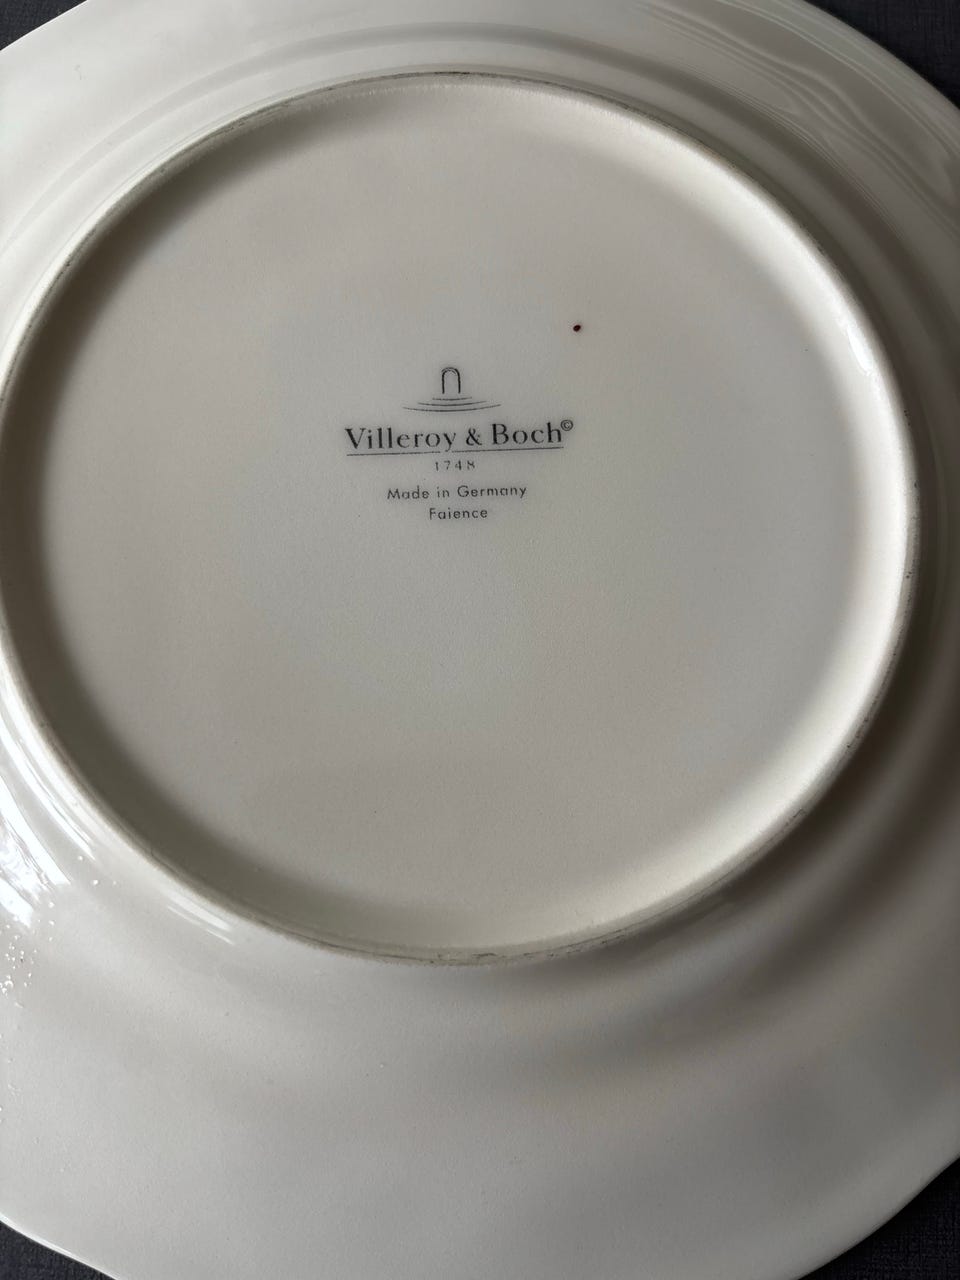 Villeroy & Boch©
1748
Made in Germany
Faience